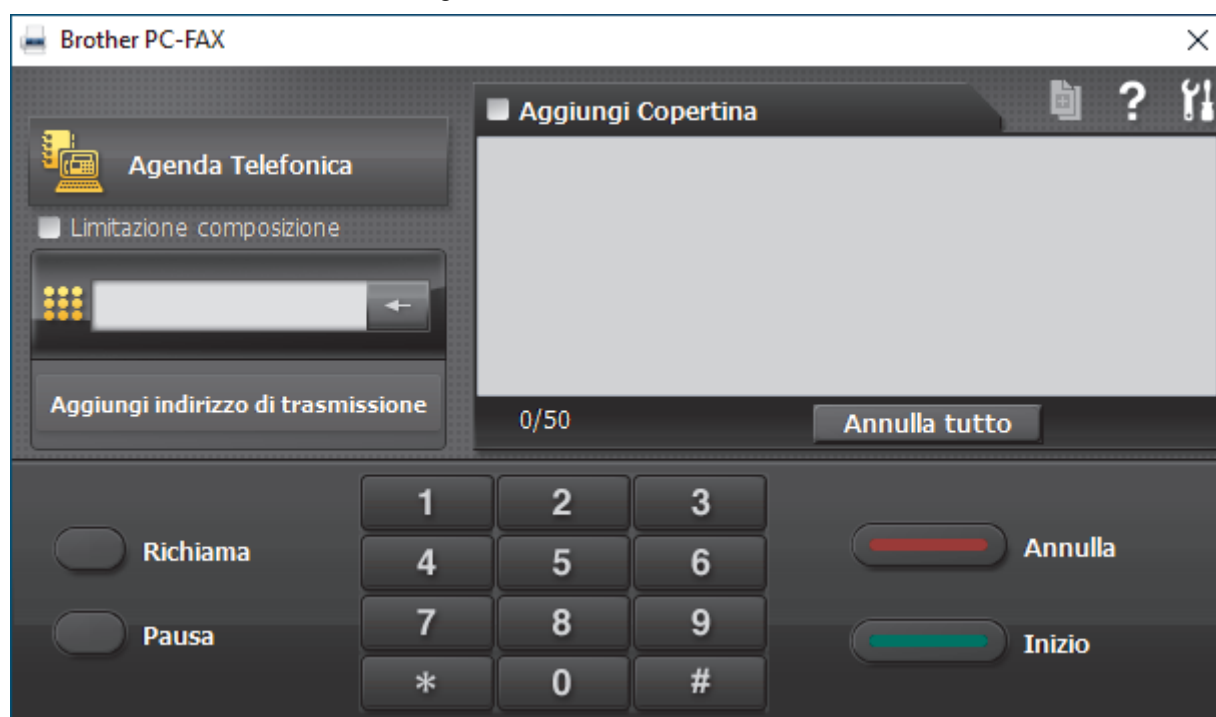 Brother PC-FAX
Aggiungi Copertina
?
Agenda Telefonica
Limitazione composizione
Aggiungi indirizzo di trasmissione
0/50
Annulla tutto
1 2 3
Richiama
4 5 6
Annulla
Pausa
7 8 9
Inizio
* 0 #